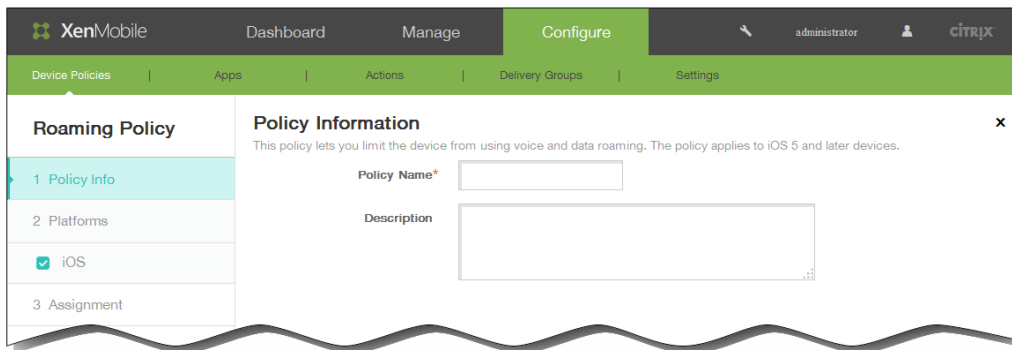 XenMobile Dashboard Manage Configure administrator CİTRIX
Device Policies | Apps | Actions | Delivery Groups | Settings
Roaming Policy
1 Policy Info
2 Platforms
iOS
3 Assignment
Policy Information
This policy lets you limit the device from using voice and data roaming. The policy applies to iOS 5 and later devices.
Policy Name*
Description
x